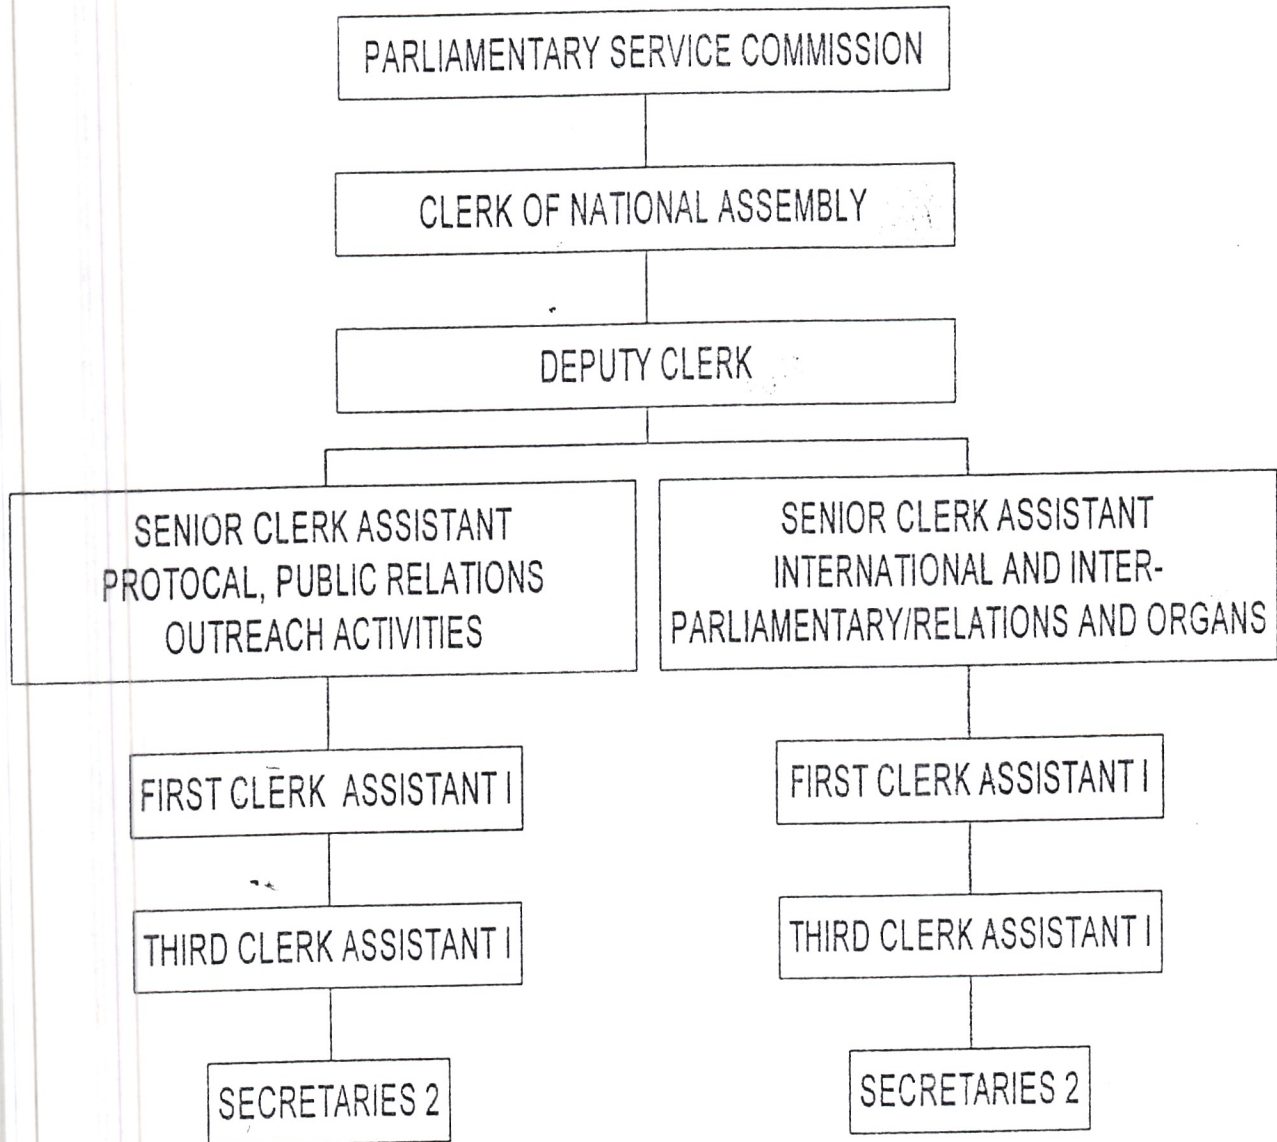 PARLIAMENTARY SERVICE COMMISSION
CLERK OF NATIONAL ASSEMBLY
DEPUTY CLERK
SENIOR CLERK ASSISTANT
PROTOCAL, PUBLIC RELATIONS
OUTREACH ACTIVITIES
SENIOR CLERK ASSISTANT
INTERNATIONAL AND INTER-
PARLIAMENTARY/RELATIONS AND ORGANS
FIRST CLERK ASSISTANT I
FIRST CLERK ASSISTANT I
THIRD CLERK ASSISTANT I
THIRD CLERK ASSISTANT I
SECRETARIES 2
SECRETARIES 2